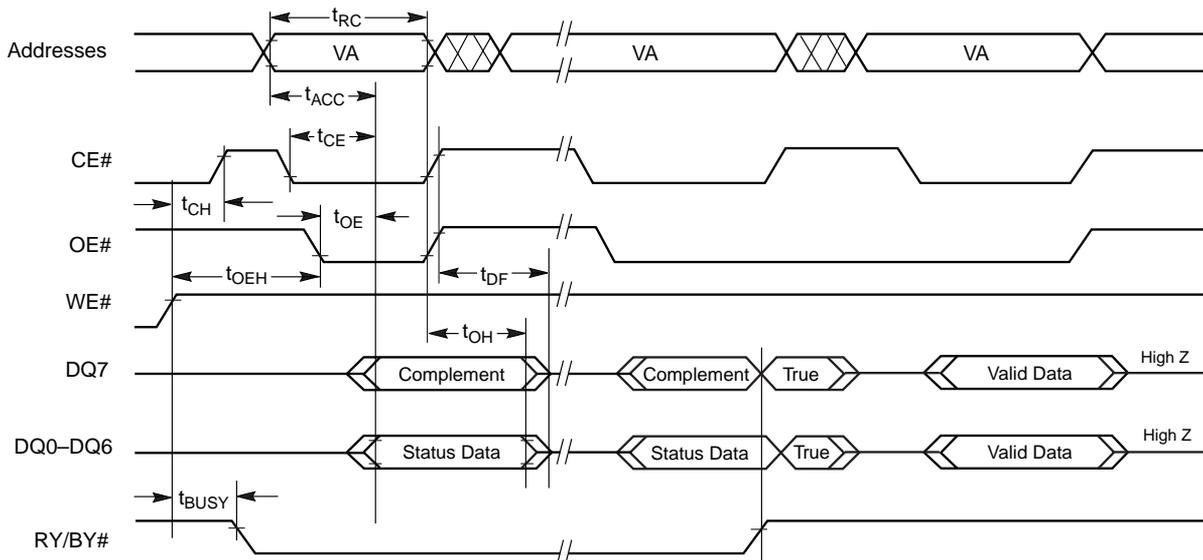 tRC
Addresses VA VA VA
tACC
tCE
CE#
tCH
tOE
OE#
tOEH tDF
WE#
tOH
DQ7 Complement Complement True Valid Data High Z
DQ0–DQ6 Status Data Status Data True Valid Data High Z
tBUSY
RY/BY#